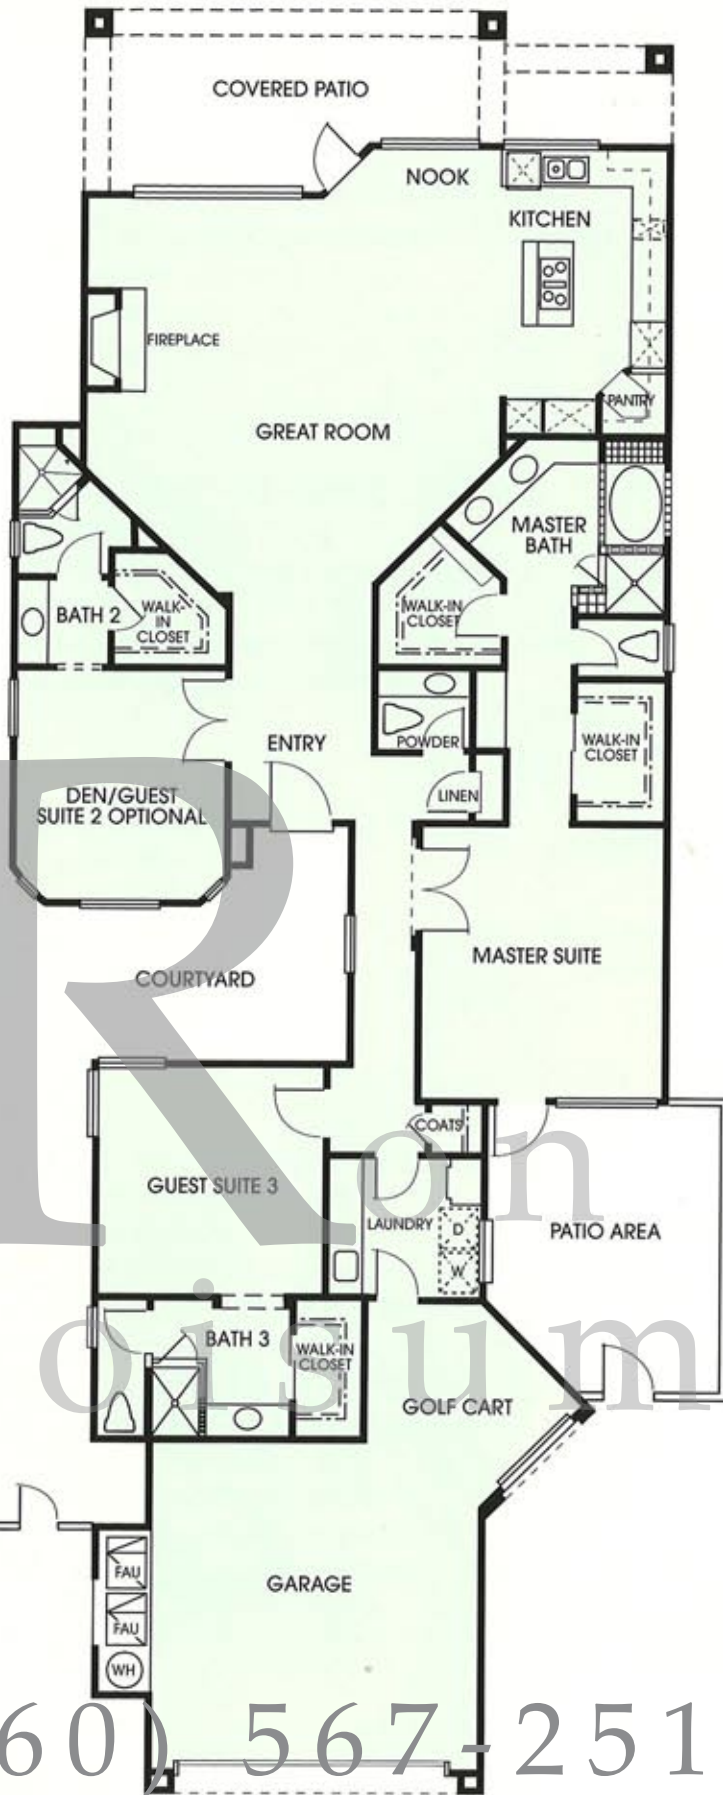 COVERED PATIO
NOOK
KITCHEN
FIREPLACE
PANTRY
GREAT ROOM
MASTER
BATH
BATH 2
WALK-
IN
CLOSET
WALK-IN
CLOSET
POWDER
WALK-IN
CLOSET
ENTRY
LINEN
DEN/GUEST
SUITE 2 OPTIONAL
MASTER SUITE
COURTYARD
COATS
GUEST SUITE 3
LAUNDRY
D
W
PATIO AREA
BATH 3
WALK-IN
CLOSET
GOLF CART
GARAGE
FAU
FAU
WH
Ron
oisum
60) 567-251